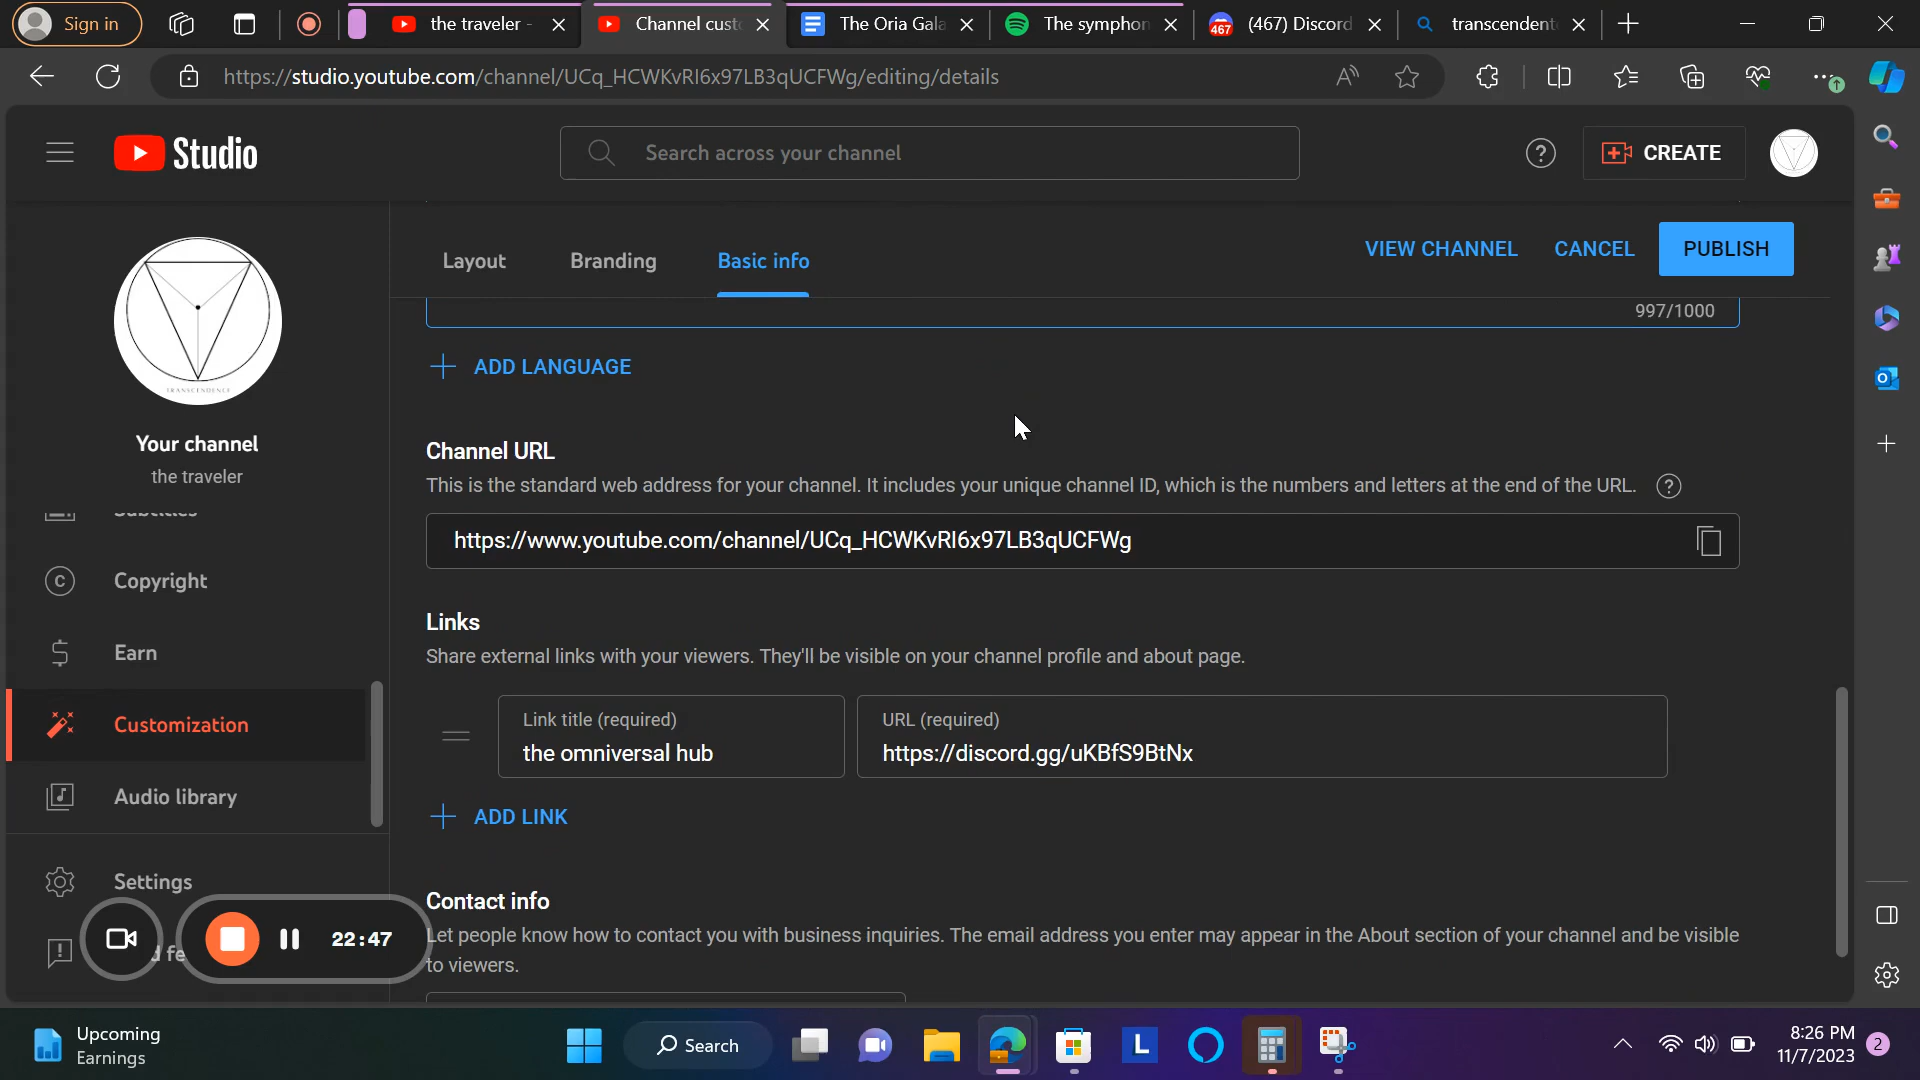 Sign in
the traveler -
Channel cust
The Oria Gala
The symphon
467
(467) Discord
transcendent
https://studio.youtube.com/channel/UCq_HCWKvRI6x97LB3qUCFWg/editing/details
Studio
Search across your channel
CREATE
TRANSCENDENCE
Your channel
the traveler
Subtitles
Copyright
Earn
Customization
Audio library
Settings
d fe
22:47
Layout
Branding
Basic info
VIEW CHANNEL
CANCEL
PUBLISH
997/1000
ADD LANGUAGE
Channel URL
This is the standard web address for your channel. It includes your unique channel ID, which is the numbers and letters at the end of the URL.
https://www.youtube.com/channel/UCq_HCWKvRI6x97LB3qUCFWg
Links
Share external links with your viewers. They'll be visible on your channel profile and about page.
Link title (required)
the omniversal hub
URL (required)
https://discord.gg/uKBfS9BtNx
ADD LINK
Contact info
Let people know how to contact you with business inquiries. The email address you enter may appear in the About section of your channel and be visible
to viewers.
Upcoming
Earnings
Search
L
8:26 PM
11/7/2023
2